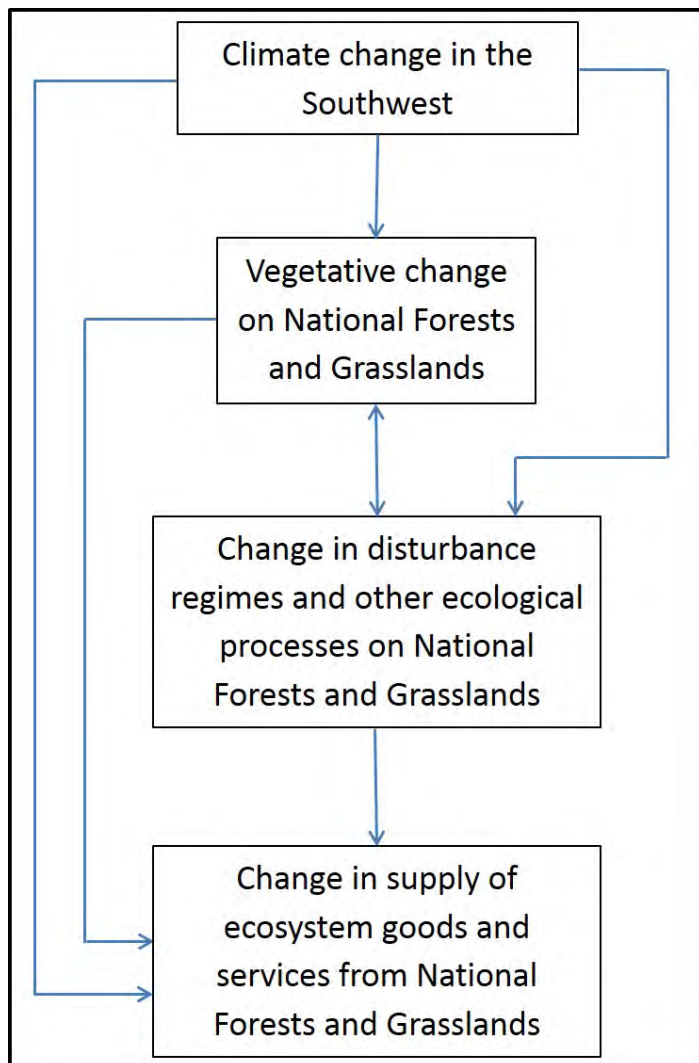 Climate change in the
Southwest
Vegetative change
on National Forests
and Grasslands
Change in disturbance
regimes and other ecological
processes on National
Forests and Grasslands
Change in supply of
ecosystem goods and
services from National
Forests and Grasslands